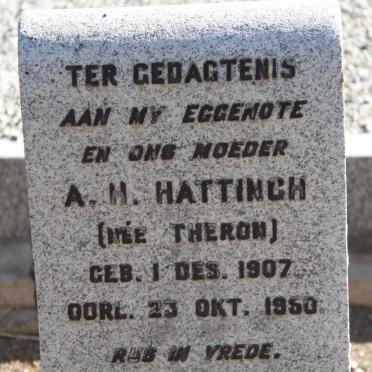 TER GEDAGTENIS
AAN MY EGGENOTE
EN ONS MOEDER
A. H. HATTINGH
(NÉE THERON)
GEB. 1 DES. 1907
OORL. 23 OKT. 1950
RUS IN VREDE.